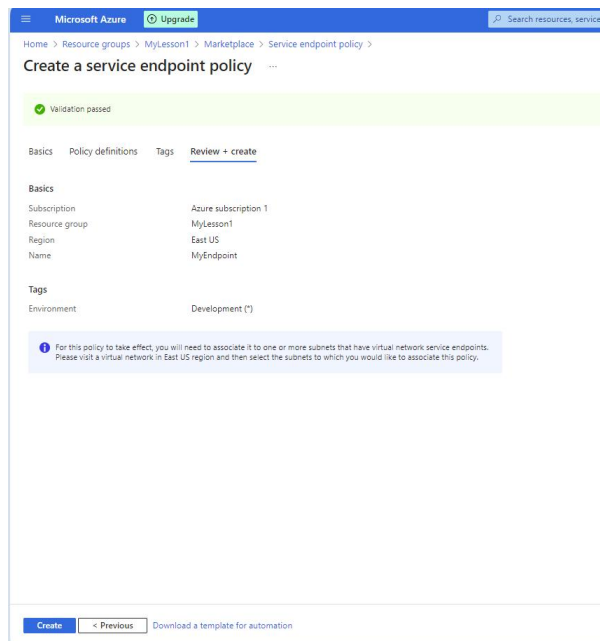 Microsoft Azure
Upgrade
Search resources, service
Home > Resource groups > MyLesson1 > Marketplace > Service endpoint policy >
Create a service endpoint policy ...
Validation passed
Basics Policy definitions Tags Review + create
Basics
Subscription Azure subscription 1
Resource group MyLesson1
Region East US
Name MyEndpoint
Tags
Environment Development (*)
For this policy to take effect, you will need to associate it to one or more subnets that have virtual network service endpoints.
Please visit a virtual network in East US region and then select the subnets to which you would like to associate this policy.
Create < Previous Download a template for automation